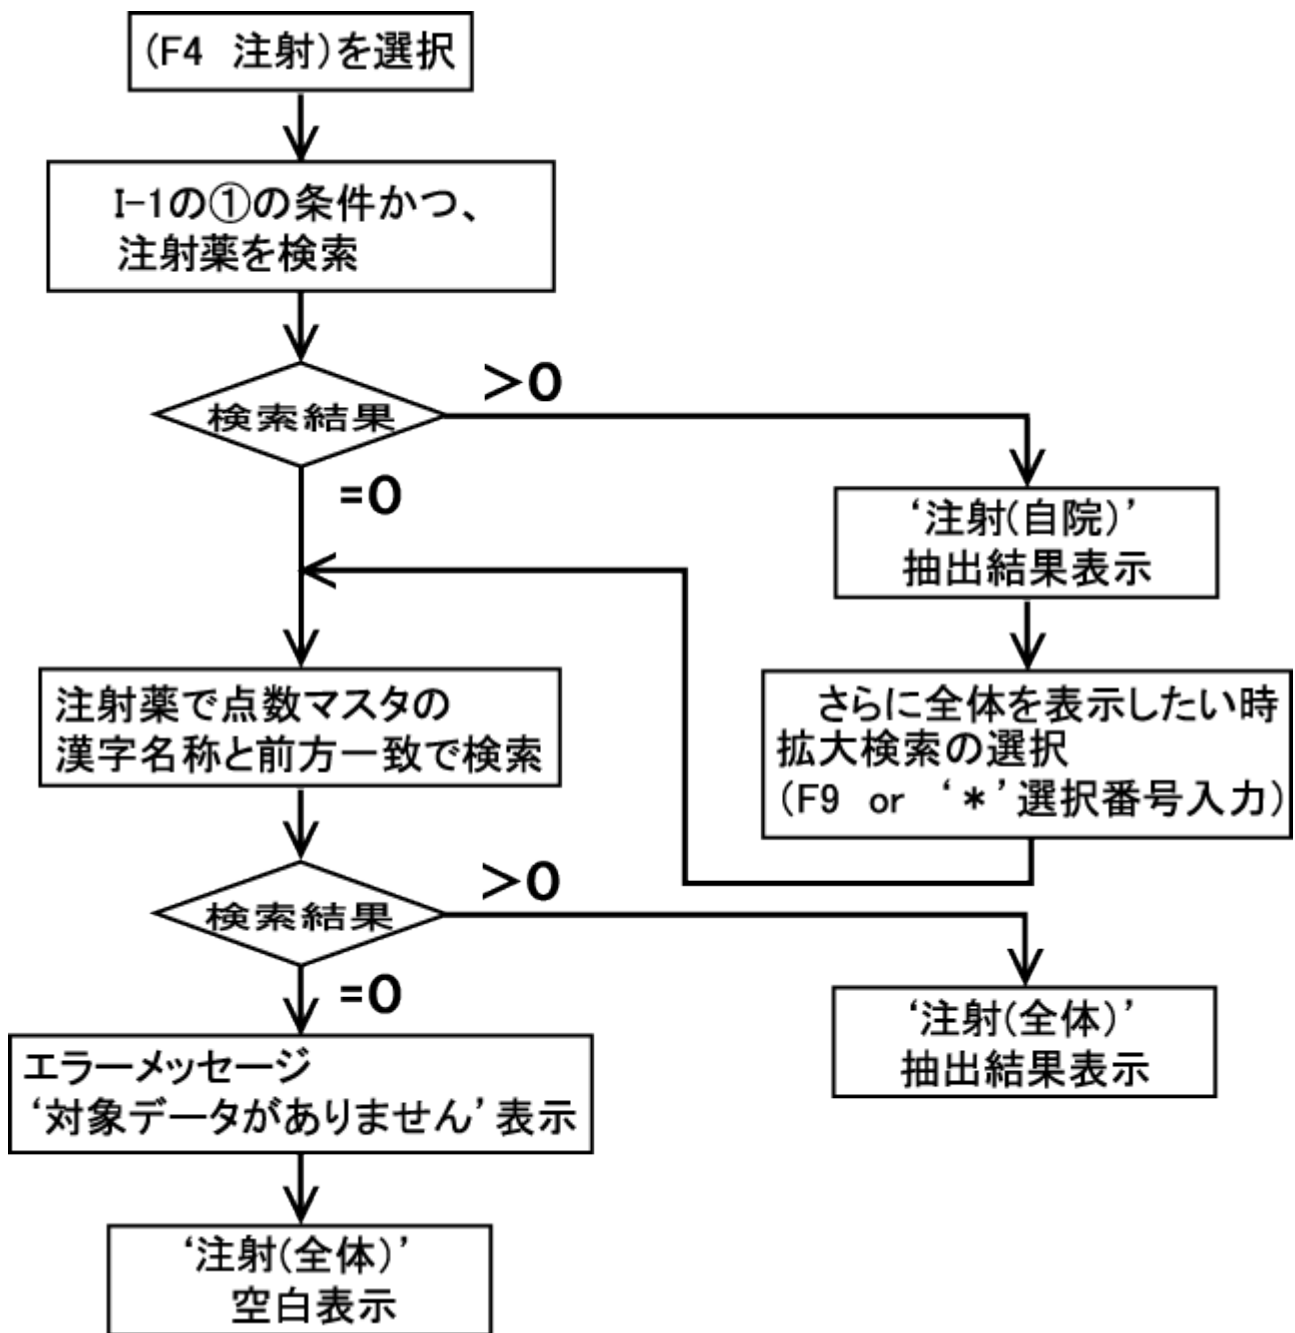 (F4 注射)を選択
I-1の①の条件かつ、
注射薬を検索
検索結果
>0
=0
‘注射(自院)’
抽出結果表示
さらに全体を表示したい時
拡大検索の選択
(F9 or ‘*’選択番号入力)
注射薬で点数マスタの
漢字名称と前方一致で検索
検索結果
>0
=0
‘注射(全体)’
抽出結果表示
エラーメッセージ
‘対象データがありません’表示
‘注射(全体)’
空白表示